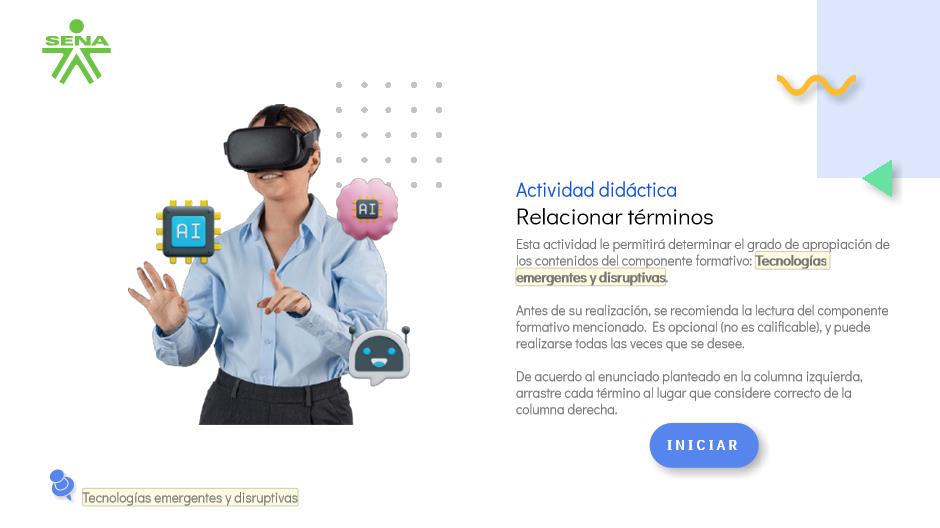 SENA
AI
AI
Actividad didáctica
Relacionar términos
Esta actividad le permitirá determinar el grado de apropiación de
los contenidos del componente formativo: Tecnologías
emergentes y disruptivas.
Antes de su realización, se recomienda la lectura del componente
formativo mencionado. Es opcional (no es calificable), y puede
realizarse todas las veces que se desee.
De acuerdo al enunciado planteado en la columna izquierda,
arrastre cada término al lugar que considere correcto de la
columna derecha.
INICIAR
Tecnologías emergentes y disruptivas